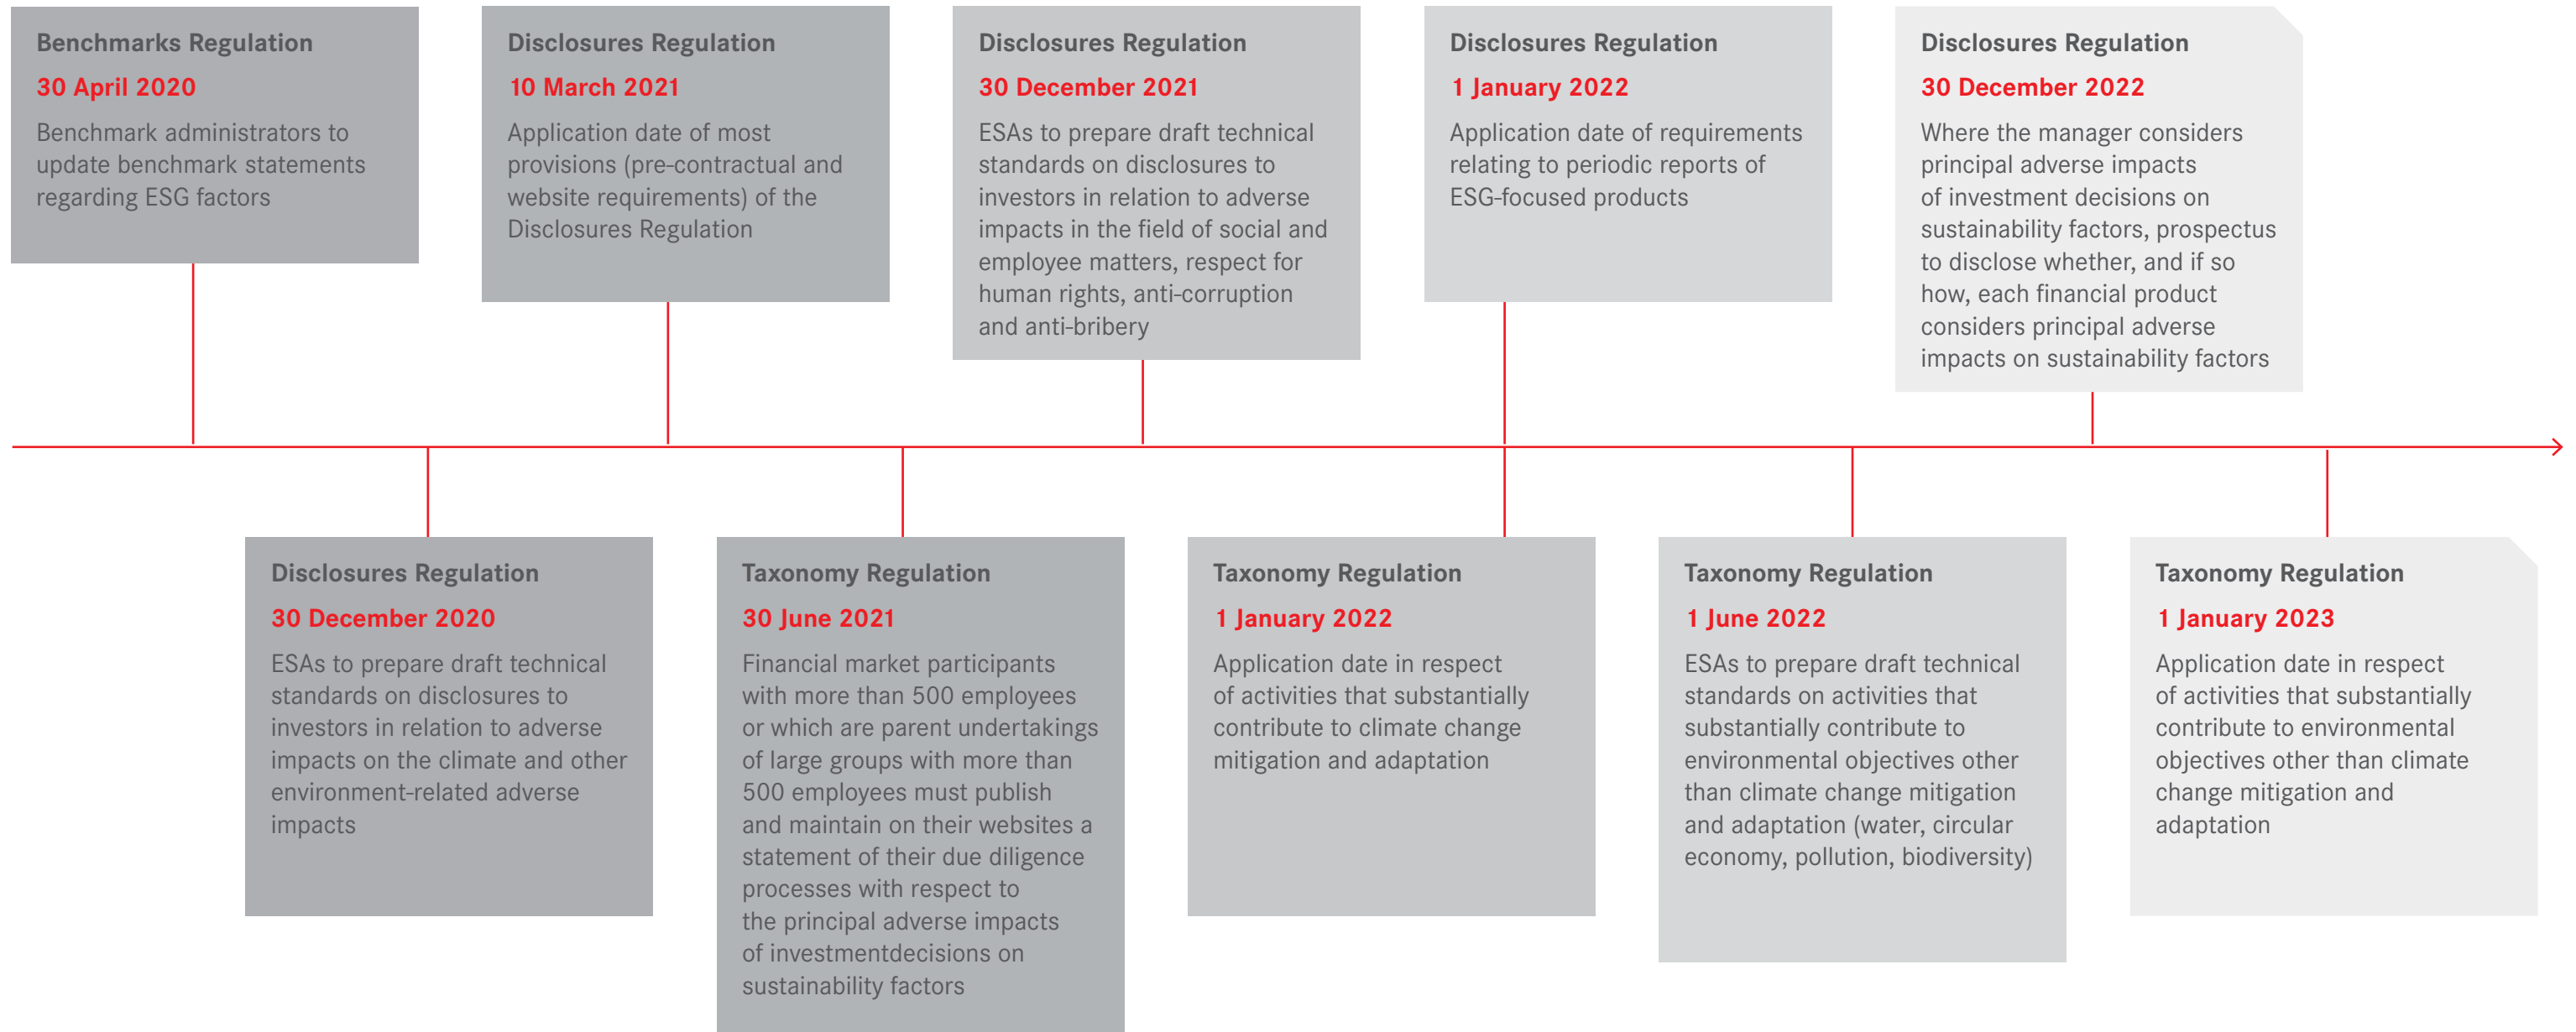 Benchmarks Regulation
30 April 2020
Benchmark administrators to
update benchmark statements
regarding ESG factors
Disclosures Regulation
10 March 2021
Application date of most
provisions (pre-contractual and
website requirements) of the
Disclosures Regulation
Disclosures Regulation
30 December 2021
ESAs to prepare draft technical
standards on disclosures to
investors in relation to adverse
impacts in the field of social and
employee matters, respect for
human rights, anti-corruption
and anti-bribery
Disclosures Regulation
1 January 2022
Application date of requirements
relating to periodic reports of
ESG-focused products
Disclosures Regulation
30 December 2022
Where the manager considers
principal adverse impacts
of investment decisions on
sustainability factors, prospectus
to disclose whether, and if so
how, each financial product
considers principal adverse
impacts on sustainability factors
Disclosures Regulation
30 December 2020
ESAs to prepare draft technical
standards on disclosures to
investors in relation to adverse
impacts on the climate and other
environment-related adverse
impacts
Taxonomy Regulation
30 June 2021
Financial market participants
with more than 500 employees
or which are parent undertakings
of large groups with more than
500 employees must publish
and maintain on their websites a
statement of their due diligence
processes with respect to
the principal adverse impacts
of investmentdecisions on
sustainability factors
Taxonomy Regulation
1 January 2022
Application date in respect
of activities that substantially
contribute to climate change
mitigation and adaptation
Taxonomy Regulation
1 June 2022
ESAs to prepare draft technical
standards on activities that
substantially contribute to
environmental objectives other
than climate change mitigation
and adaptation (water, circular
economy, pollution, biodiversity)
Taxonomy Regulation
1 January 2023
Application date in respect
of activities that substantially
contribute to environmental
objectives other than climate
change mitigation and
adaptation